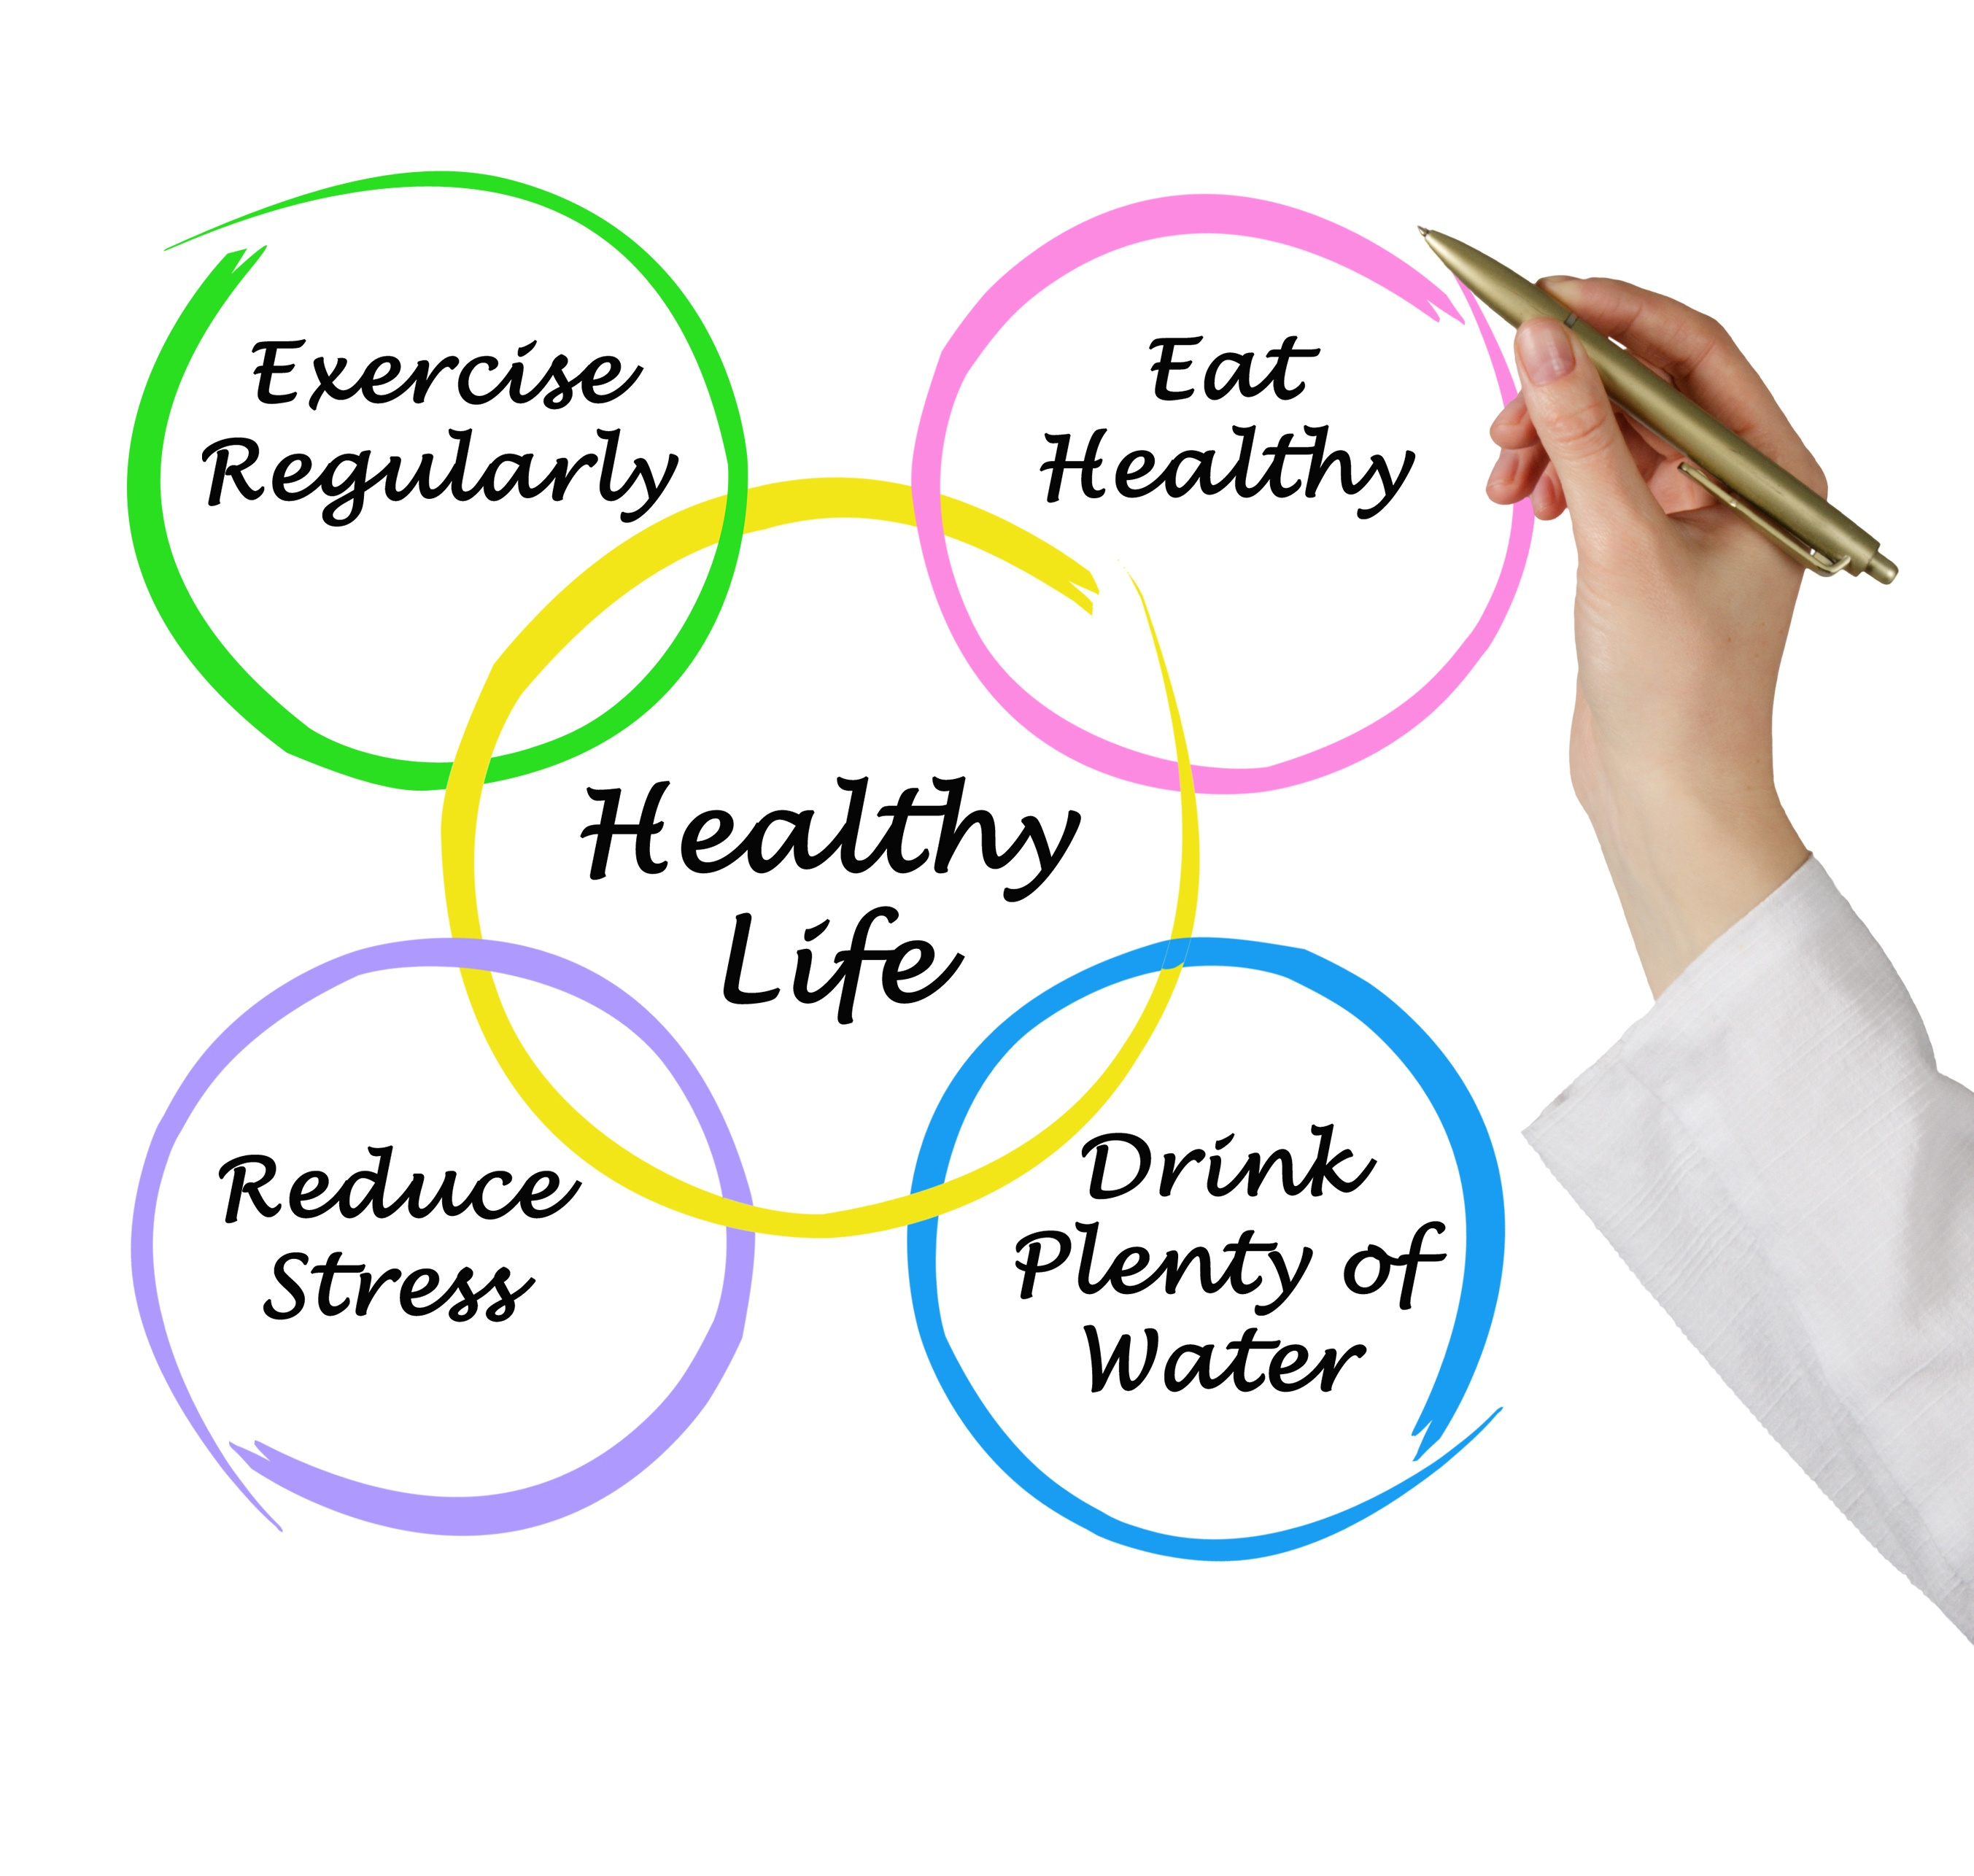 Exercise
Regularly
Eat
Healthy
Healthy
Life
Reduce
Stress
Drink
Plenty of
Water